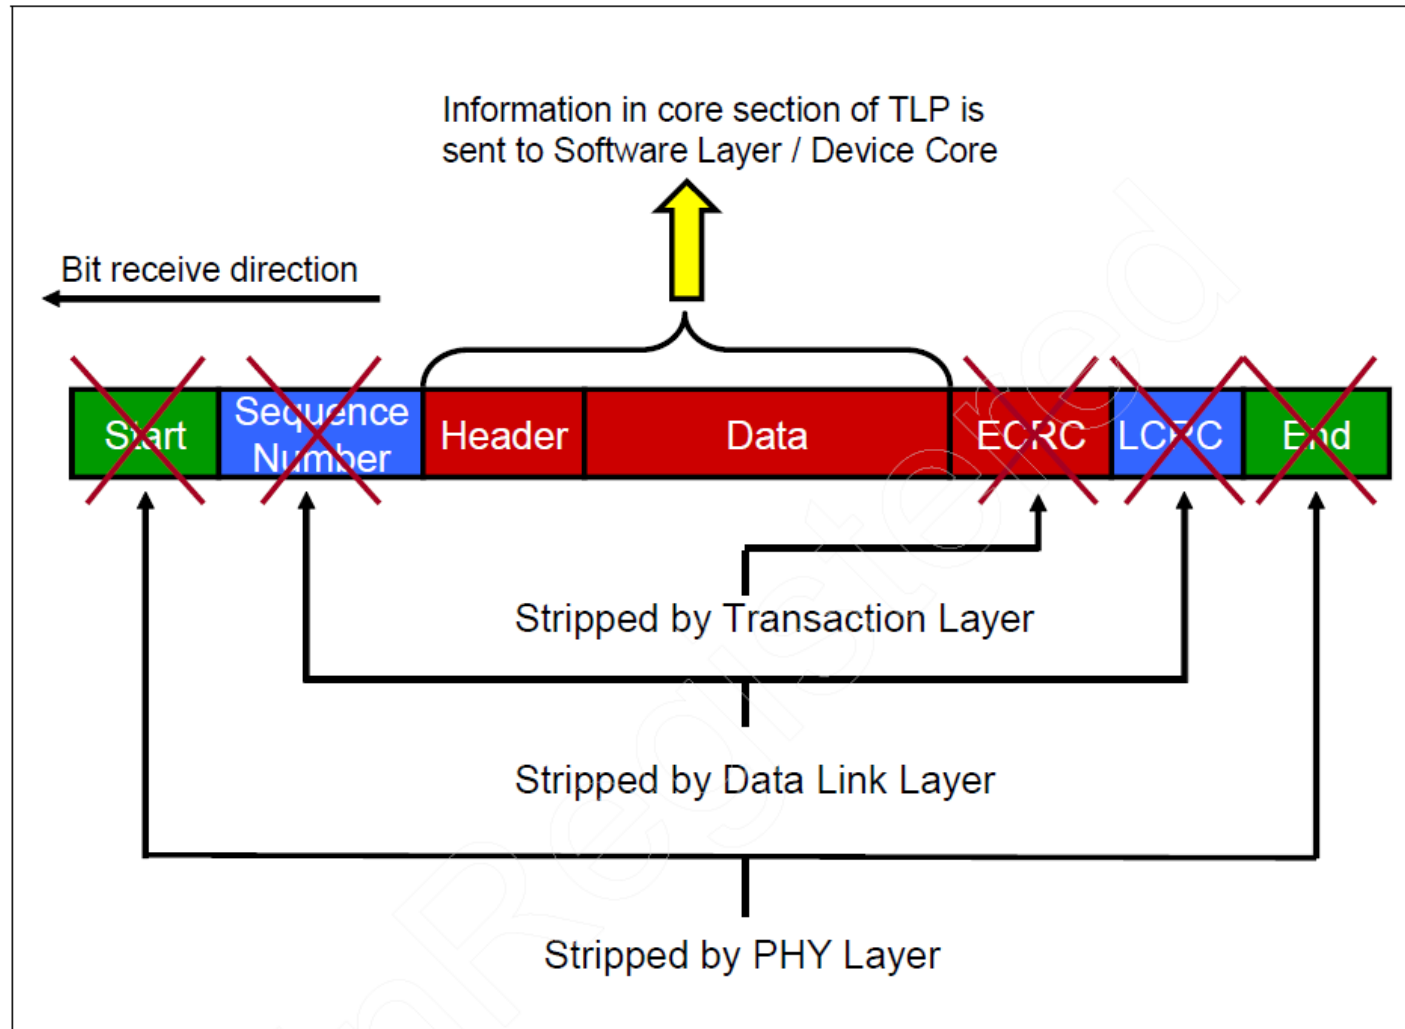 Information in core section of TLP is
sent to Software Layer / Device Core
Bit receive direction
Start
Sequence
Number
Header
Data
ECRC
LCRC
End
Stripped by Transaction Layer
Stripped by Data Link Layer
Stripped by PHY Layer
nRegistered